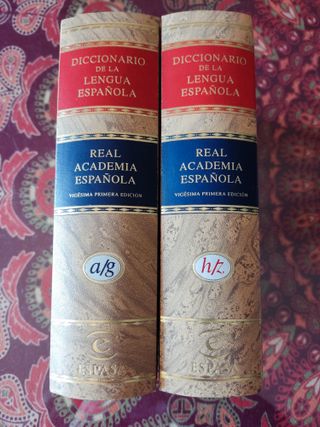 DICCIONARIO
DE LA
LENGUA
ESPAÑOLA
REAL
ACADEMIA
ESPAÑOLA
VIGÉSIMA PRIMERA EDICIÓN
a/g
ESPASA
DICCIONARIO
DE LA
LENGUA
ESPAÑOLA
REAL
ACADEMIA
ESPAÑOLA
VIGÉSIMA PRIMERA EDICIÓN
h/z
ESPASA